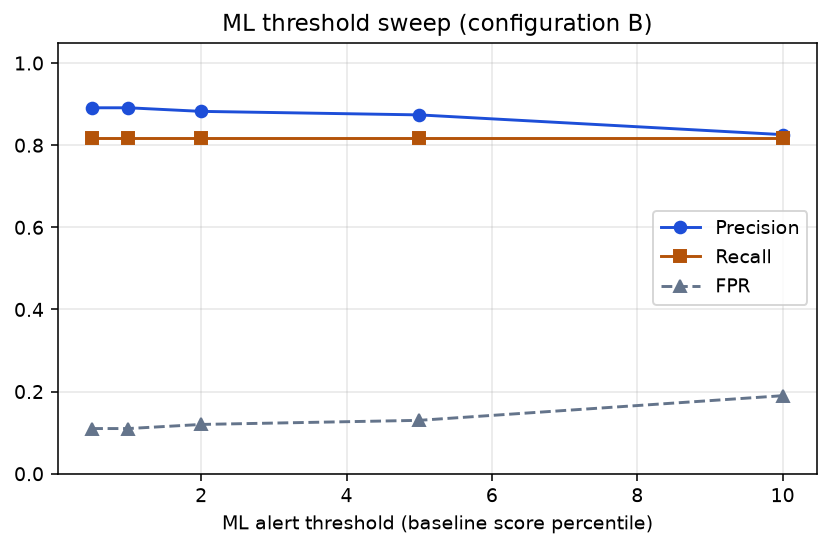 ML threshold sweep (configuration B)
1.0
0.8
0.6
0.4
0.2
0.0
Precision
Recall
FPR
2 4 6 8 10
ML alert threshold (baseline score percentile)